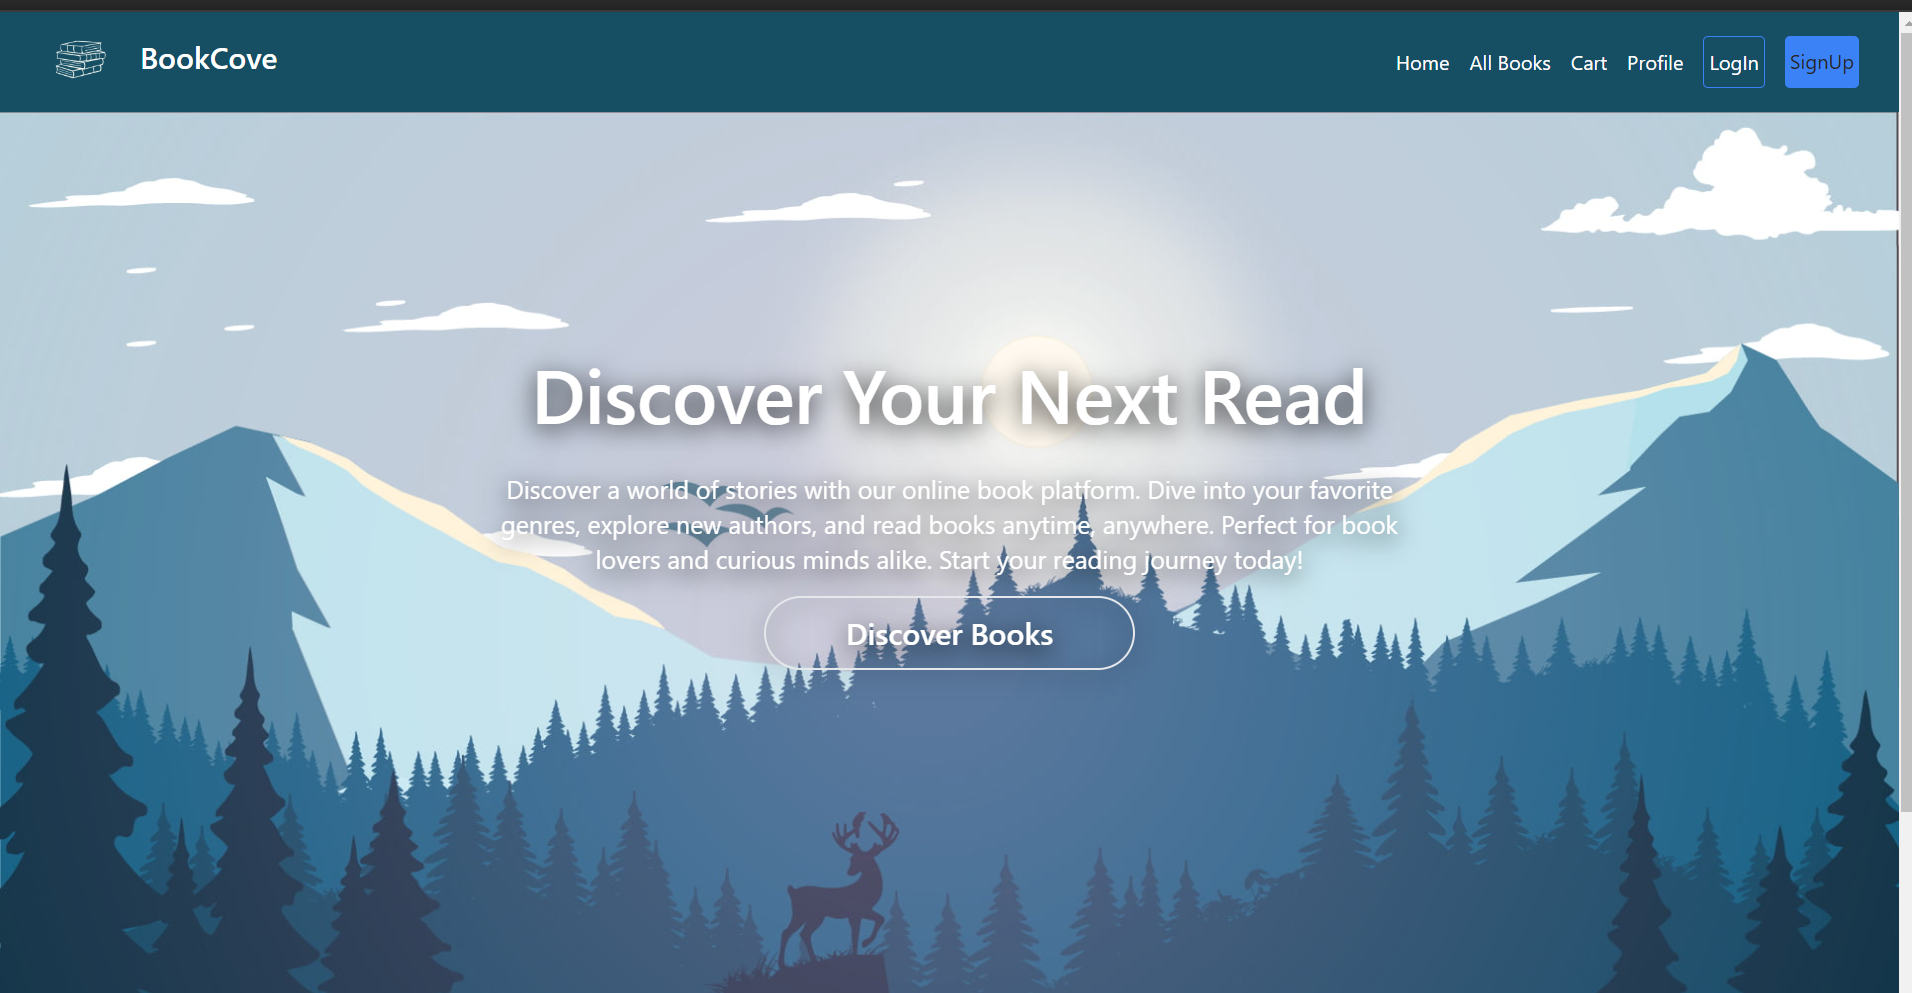 BookCove
Home All Books Cart Profile LogIn SignUp
Discover Your Next Read
Discover a world of stories with our online book platform. Dive into your favorite
genres, explore new authors, and read books anytime, anywhere. Perfect for book
lovers and curious minds alike. Start your reading journey today!
Discover Books